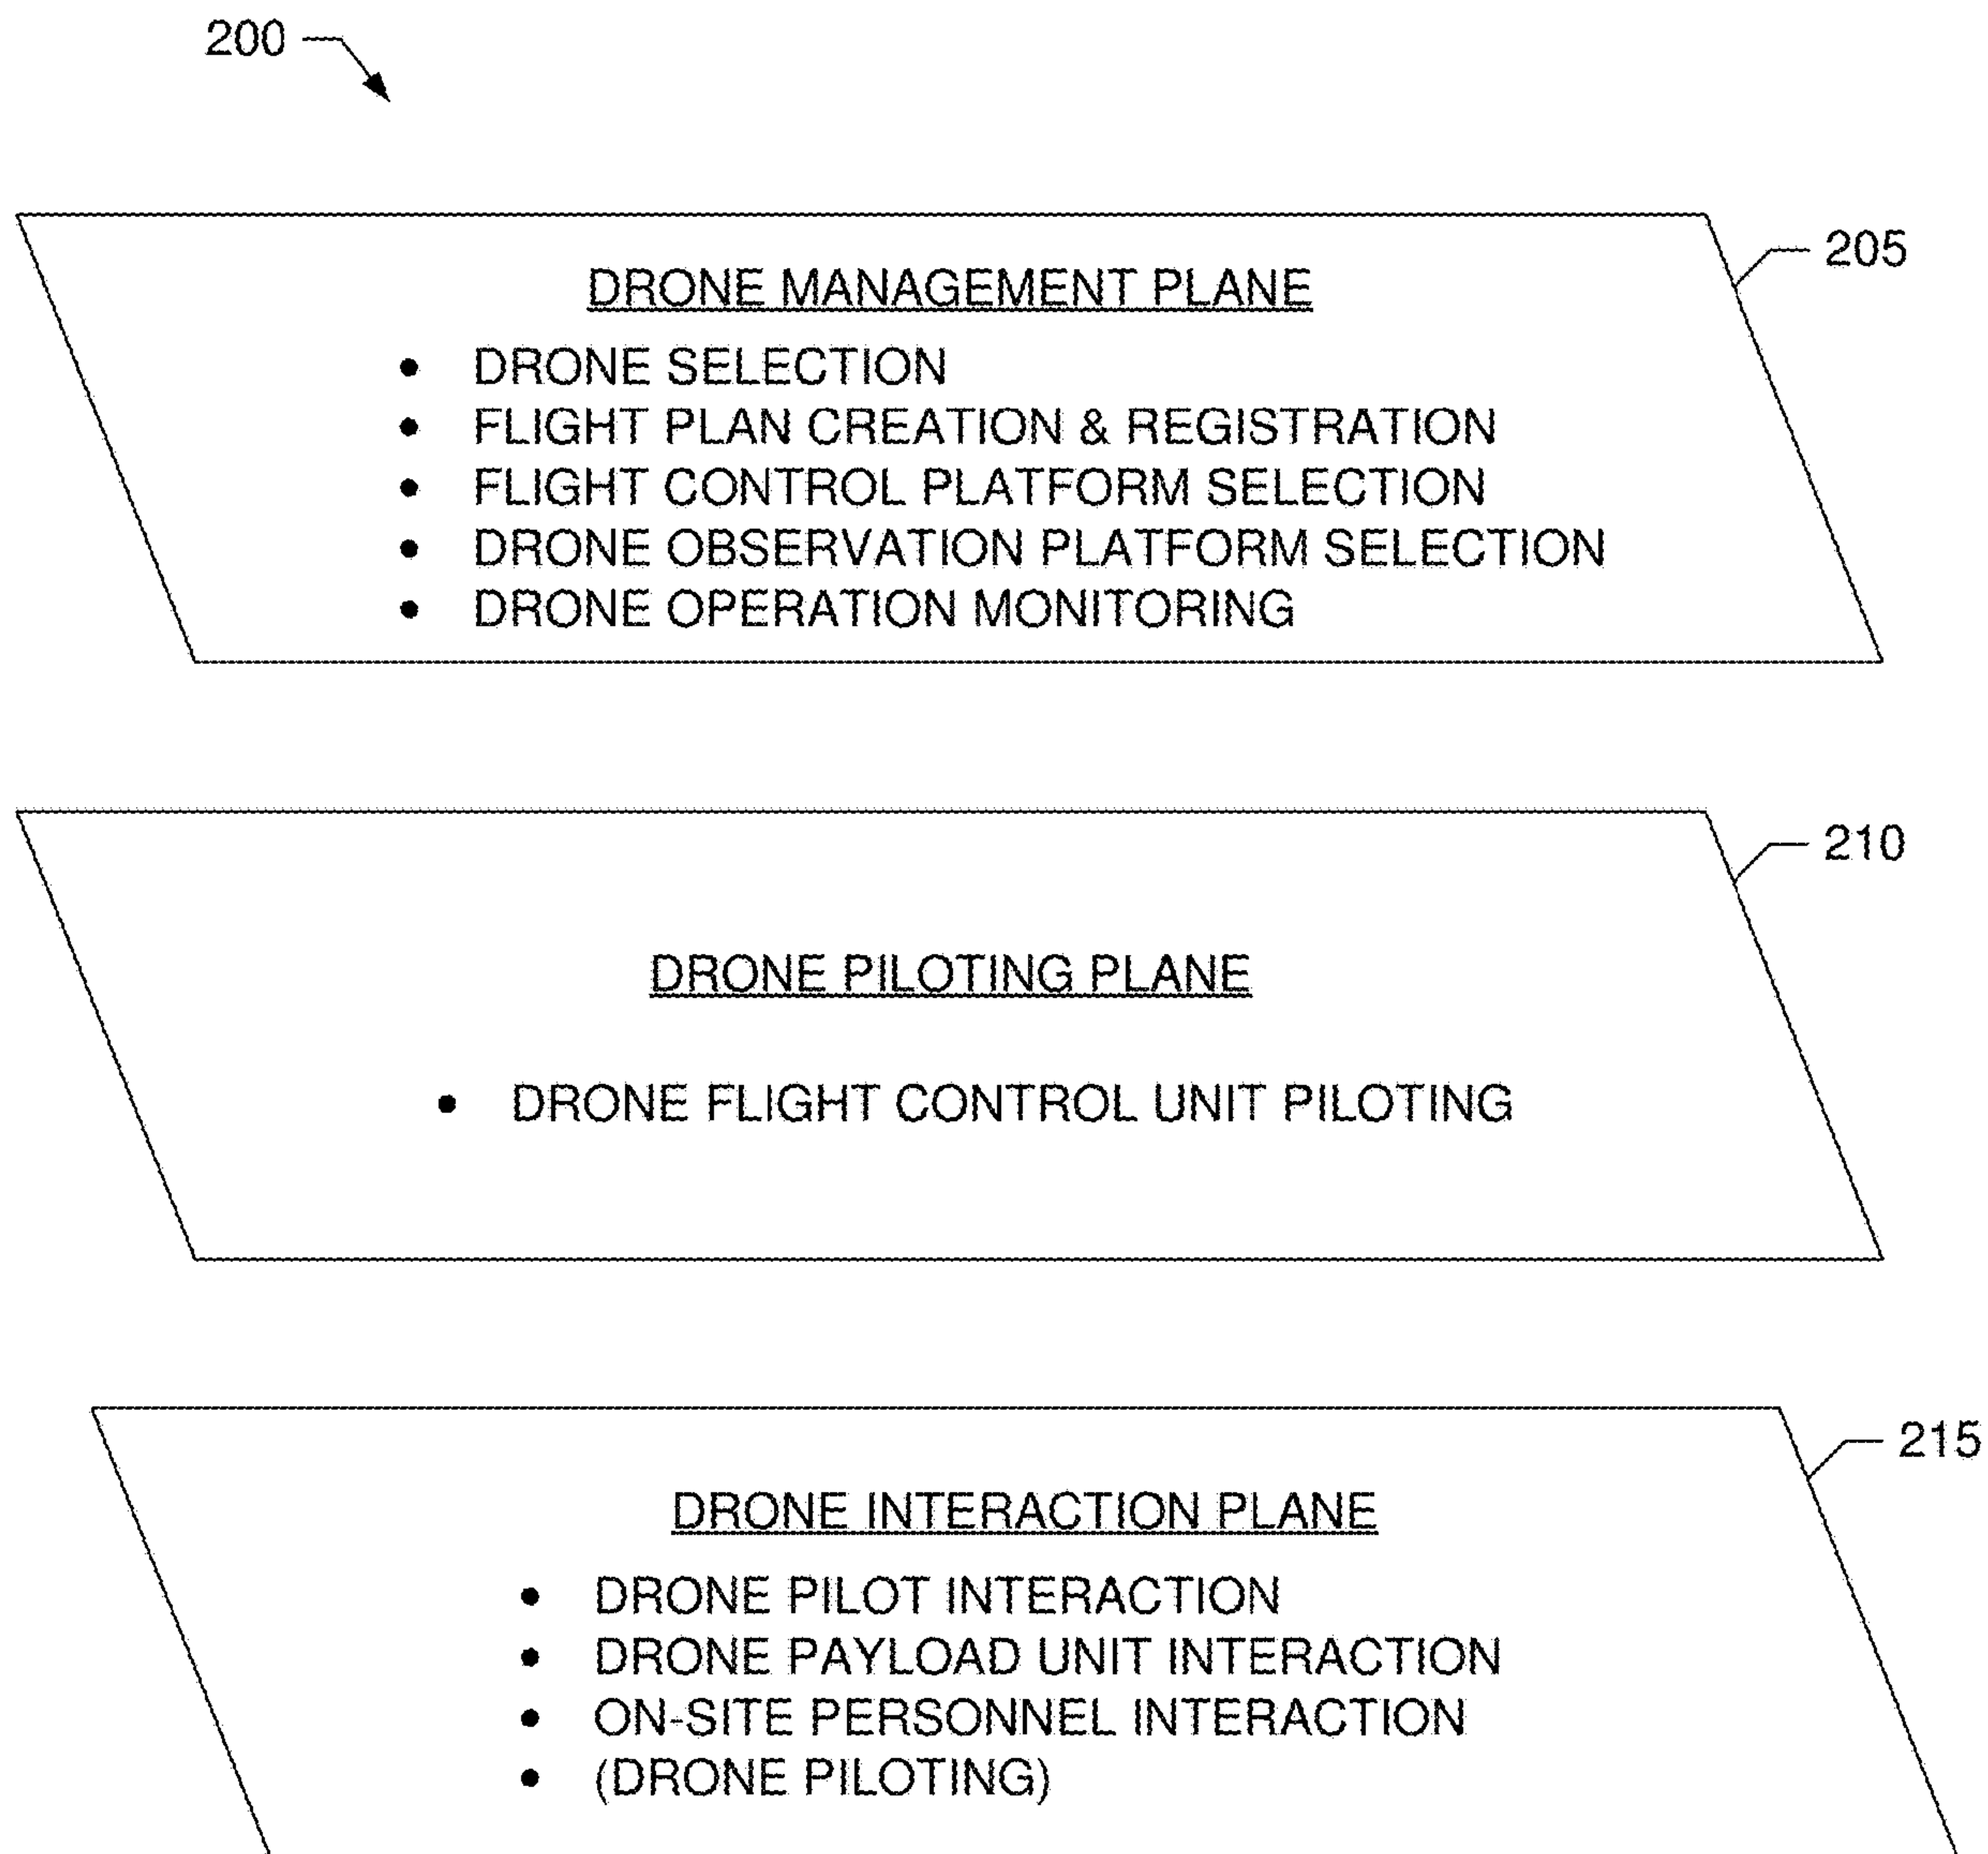 200
205
DRONE MANAGEMENT PLANE
• DRONE SELECTION
• FLIGHT PLAN CREATION & REGISTRATION
• FLIGHT CONTROL PLATFORM SELECTION
• DRONE OBSERVATION PLATFORM SELECTION
• DRONE OPERATION MONITORING
210
DRONE PILOTING PLANE
• DRONE FLIGHT CONTROL UNIT PILOTING
215
DRONE INTERACTION PLANE
• DRONE PILOT INTERACTION
• DRONE PAYLOAD UNIT INTERACTION
• ON-SITE PERSONNEL INTERACTION
• (DRONE PILOTING)